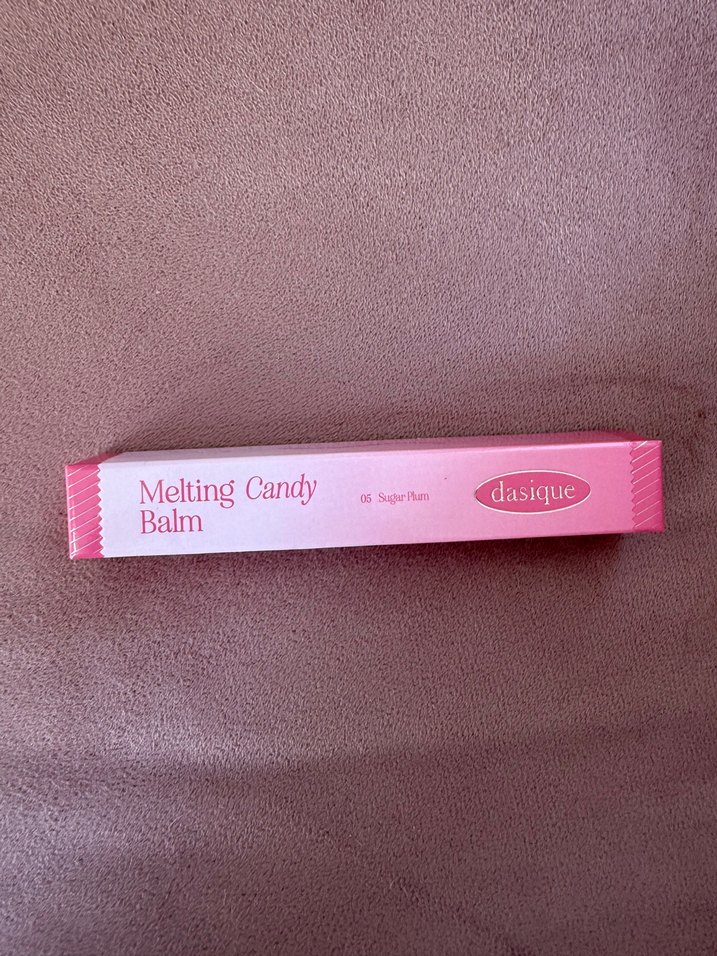 Melting Candy
Balm
05 Sugar Plum
dasique